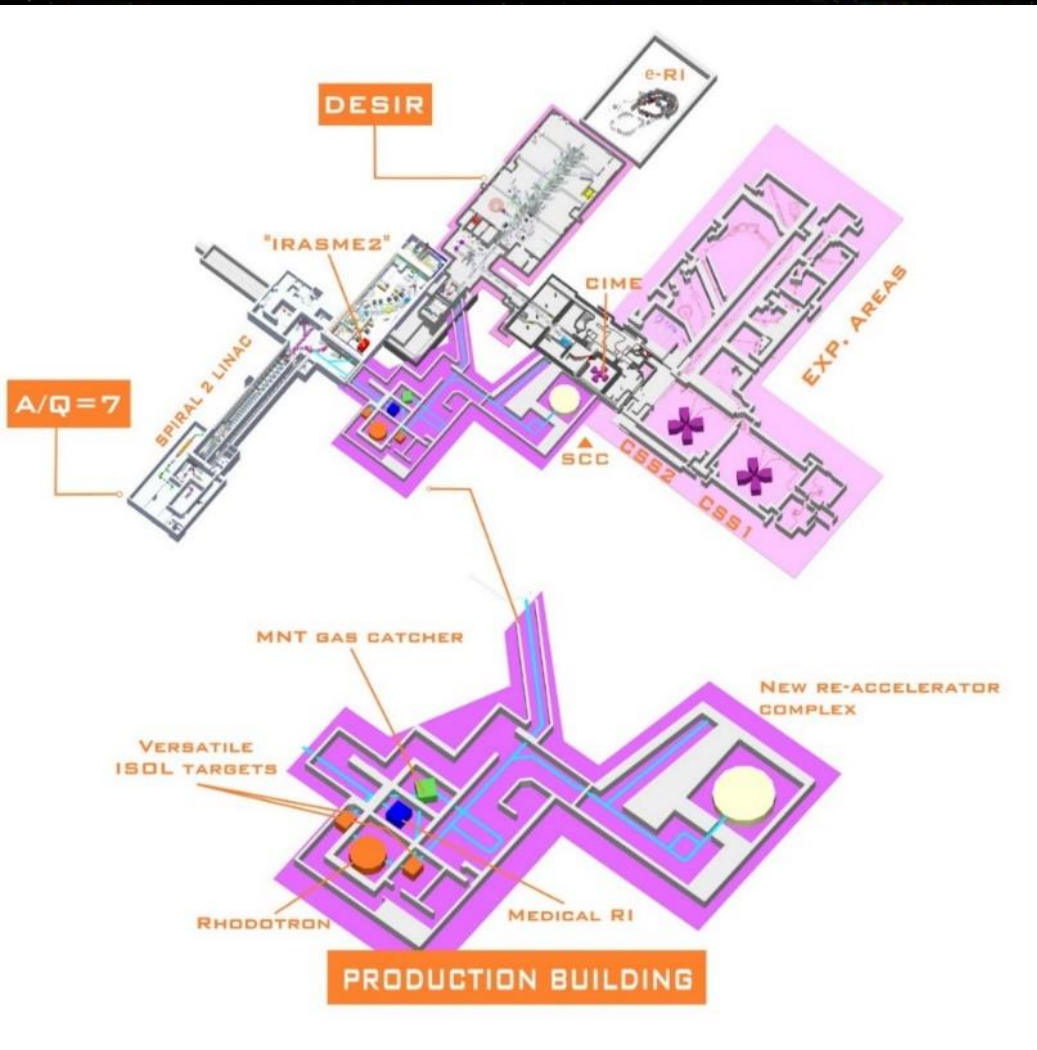 e-RI
DESIR
"IRASME2"
CIME
EXP. AREAS
SPIRAL 2 LINAC
A/Q=7
SCC
CSS2
CSS1
MNT GAS CATCHER
NEW RE-ACCELERATOR
COMPLEX
VERSATILE
ISOL TARGETS
RHODOTRON
MEDICAL RI
PRODUCTION BUILDING